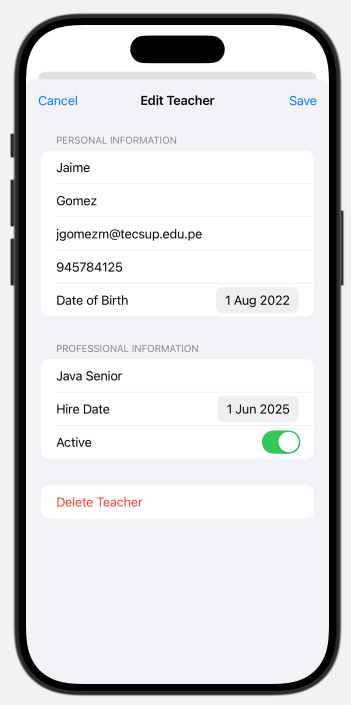 Cancel Edit Teacher Save
PERSONAL INFORMATION
Jaime
Gomez
jgomezm@tecsup.edu.pe
945784125
Date of Birth 1 Aug 2022
PROFESSIONAL INFORMATION
Java Senior
Hire Date 1 Jun 2025
Active
Delete Teacher